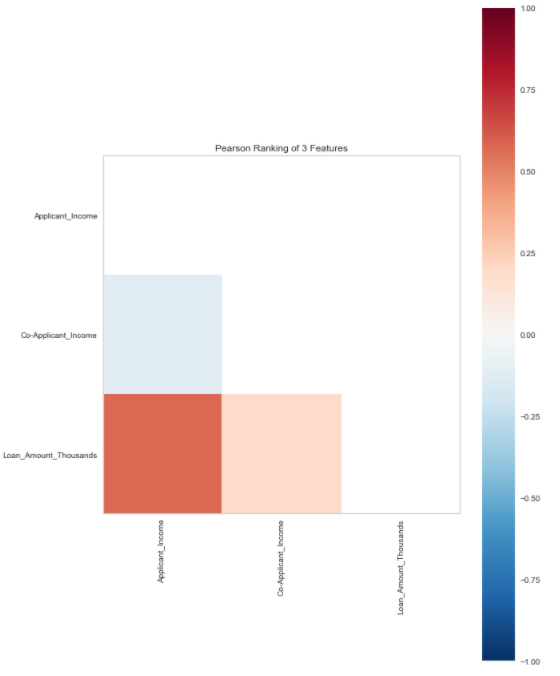 Pearson Ranking of 3 Features
Applicant_Income
Co-Applicant_Income
Loan_Amount_Thousands
Applicant_Income
Co-Applicant_Income
Loan_Amount_Thousands
1.00
0.75
0.50
0.25
0.00
−0.25
−0.50
−0.75
−1.00